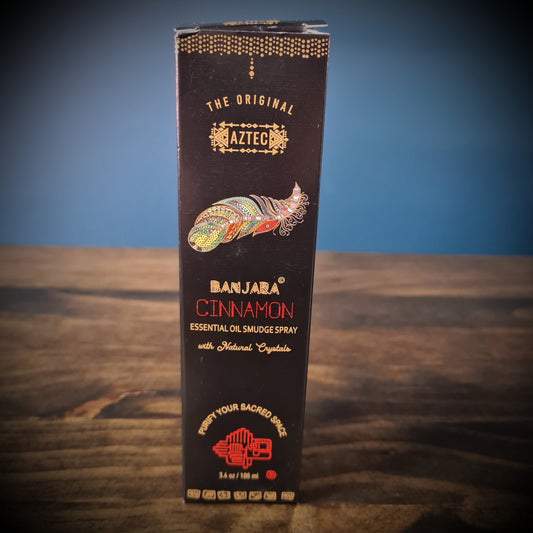 THE ORIGINAL
AZTEC
BANJARA©
CINNAMON
ESSENTIAL OIL SMUDGE SPRAY
with Natural Crystals
PURIFY YOUR SACRED SPACE
3.4 oz / 100 ml